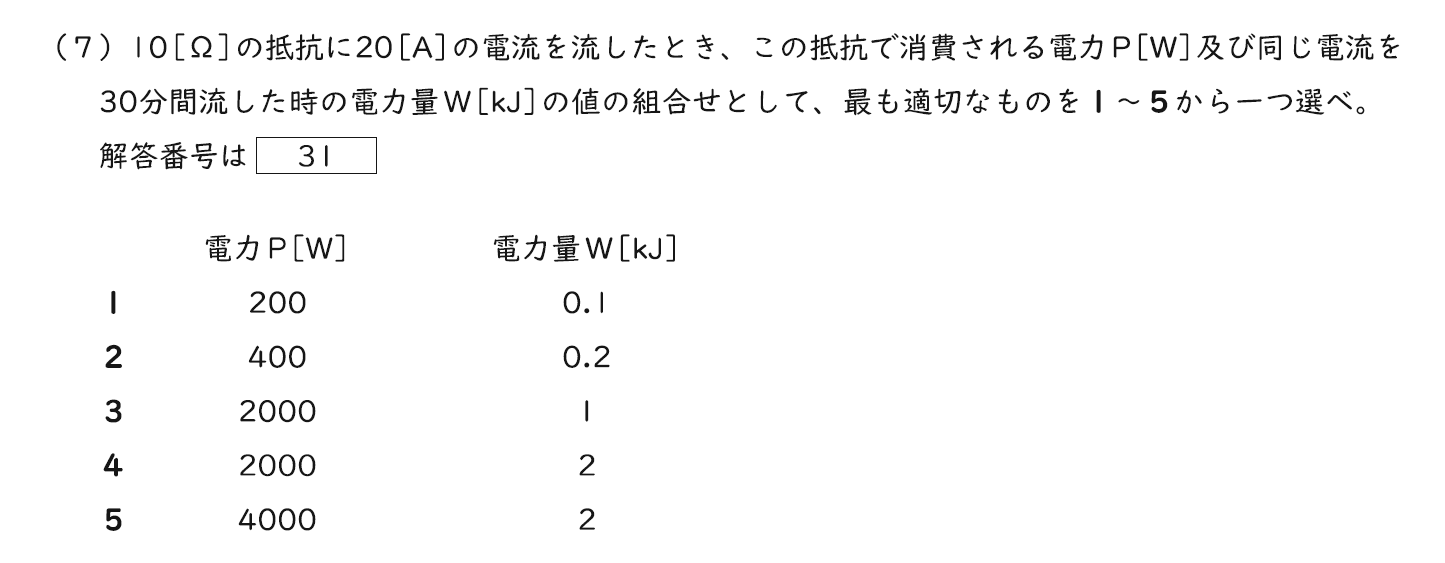 （７）10［Ω］の抵抗に20［A］の電流を流したとき、この抵抗で消費される電力P［W］及び同じ電流を
30分間流した時の電力量W［kJ］の値の組合せとして、最も適切なものを1～5から一つ選べ。
解答番号は 31
電力P［W］ 電力量W［kJ］
1 200 0.1
2 400 0.2
3 2000 1
4 2000 2
5 4000 2